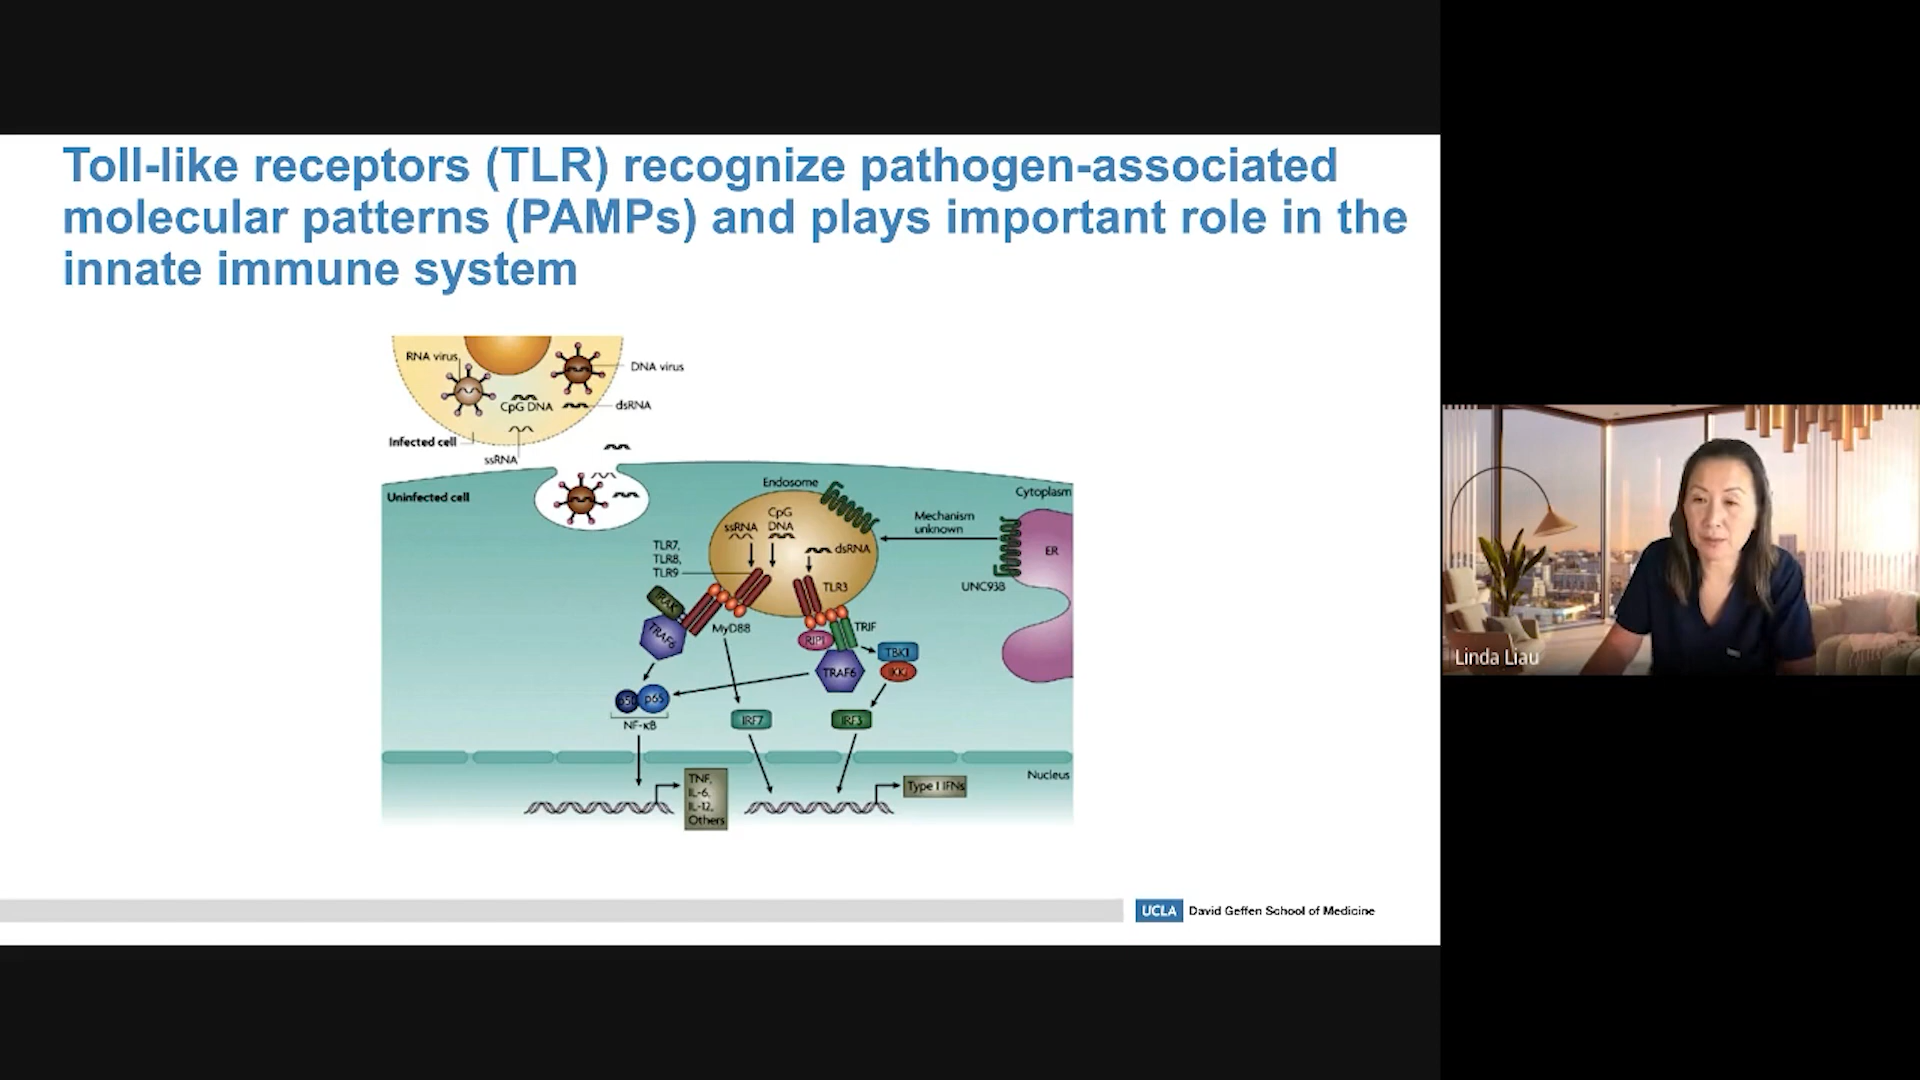 Toll-like receptors (TLR) recognize pathogen-associated
molecular patterns (PAMPs) and plays important role in the
innate immune system
RNA virus
DNA virus
CpG DNA
dsRNA
Infected cell
ssRNA
Uninfected cell
Endosome
Cytoplasm
ssRNA
CpG
DNA
Mechanism
unknown
dsRNA
ER
TLR7,
TLR8,
TLR9
TLR3
UNC93B
IRAK
MyD88
TRIF
TRAF6
RIP1
TBK1
TRAF6
p65
NF-κB
IRF7
IRF3
Nucleus
TNF,
IL-6,
IL-12,
Others
Type I IFNs
UCLA David Geffen School of Medicine
Linda Liau